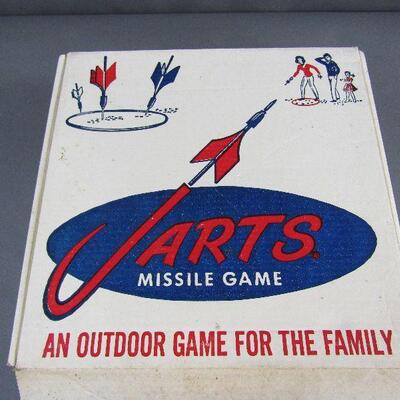 JARTS®
MISSILE GAME
AN OUTDOOR GAME FOR THE FAMILY